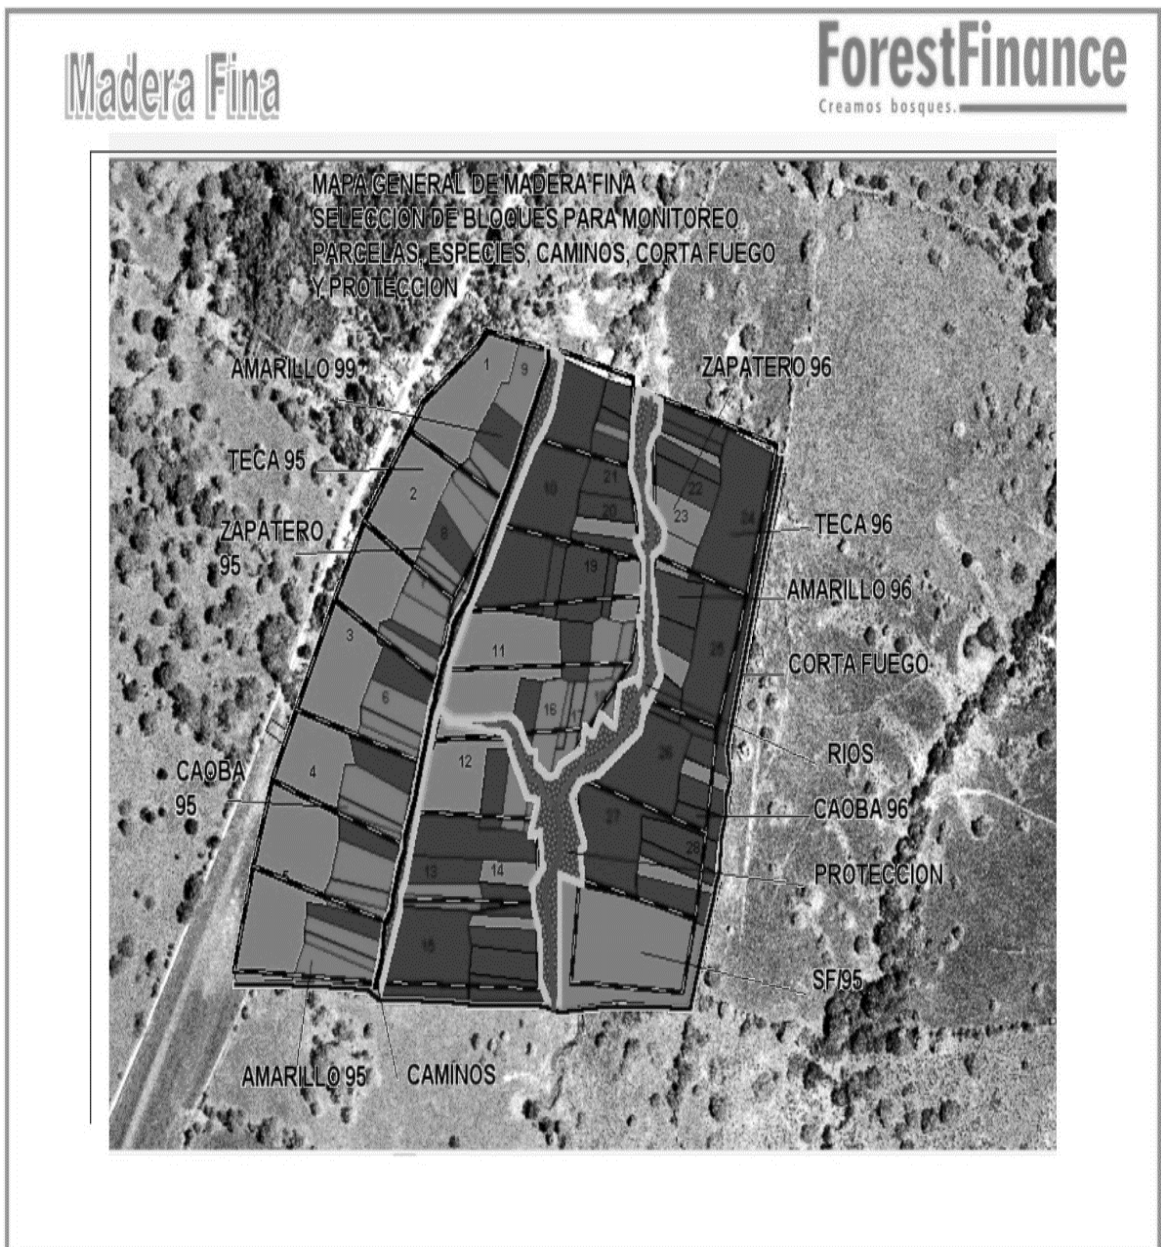 Madera Fina
ForestFinance
Creamos bosques.
MAPA GENERAL DE MADERA FINA
SELECCION DE BLOQUES PARA MONITOREO
PARCELAS, ESPECIES, CAMINOS, CORTA FUEGO
Y PROTECCION
AMARILLO 99
ZAPATERO 96
TECA 95
ZAPATERO
95
TECA 96
AMARILLO 96
CORTA FUEGO
RIOS
CAOBA
95
CAOBA 96
PROTECCION
SF/95
AMARILLO 95
CAMINOS
1
9
2
8
10
21
20
22
23
24
19
3
11
25
6
16
17
4
12
26
27
28
5
13
14
15